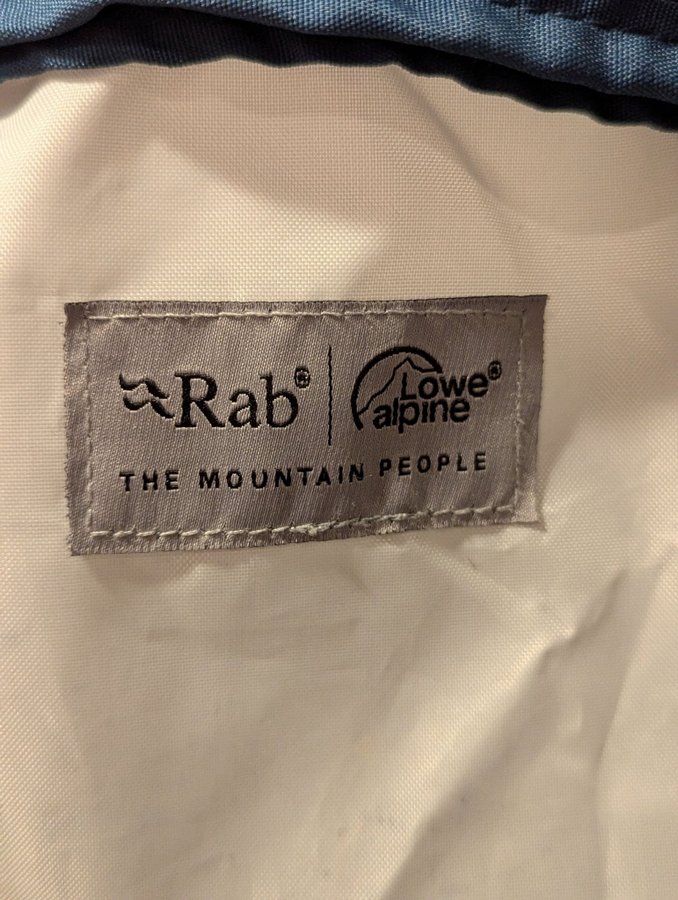 Rab® | Lowe alpine®
THE MOUNTAIN PEOPLE